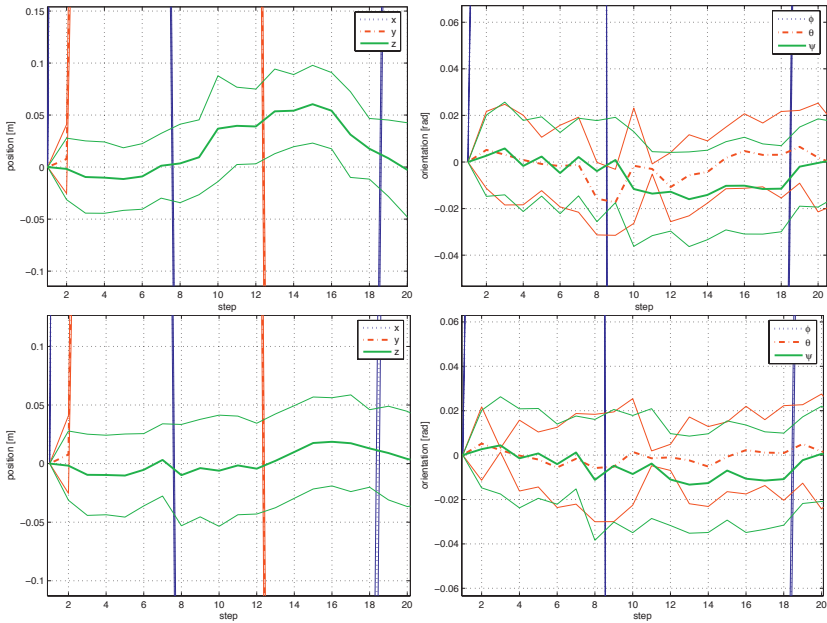 0.15
0.1
0.05
0
−0.05
−0.1
position [m]
2 4 6 8 10 12 14 16 18 20
step
x
y
z
0.06
0.04
0.02
0
−0.02
−0.04
orientation [rad]
2 4 6 8 10 12 14 16 18 20
step
ϕ
θ
ψ
0.1
0.05
0
−0.05
−0.1
position [m]
2 4 6 8 10 12 14 16 18 20
step
x
y
z
0.06
0.04
0.02
0
−0.02
−0.04
−0.06
orientation [rad]
2 4 6 8 10 12 14 16 18 20
step
ϕ
θ
ψ